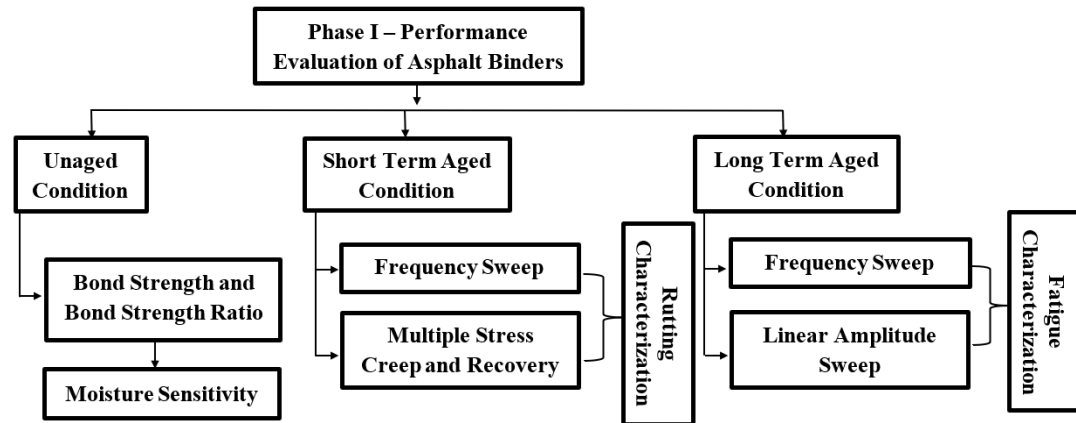 Phase I – Performance
Evaluation of Asphalt Binders
Unaged
Condition
Short Term Aged
Condition
Long Term Aged
Condition
Bond Strength and
Bond Strength Ratio
Moisture Sensitivity
Frequency Sweep
Multiple Stress
Creep and Recovery
Rutting
Characterization
Frequency Sweep
Linear Amplitude
Sweep
Fatigue
Characterization